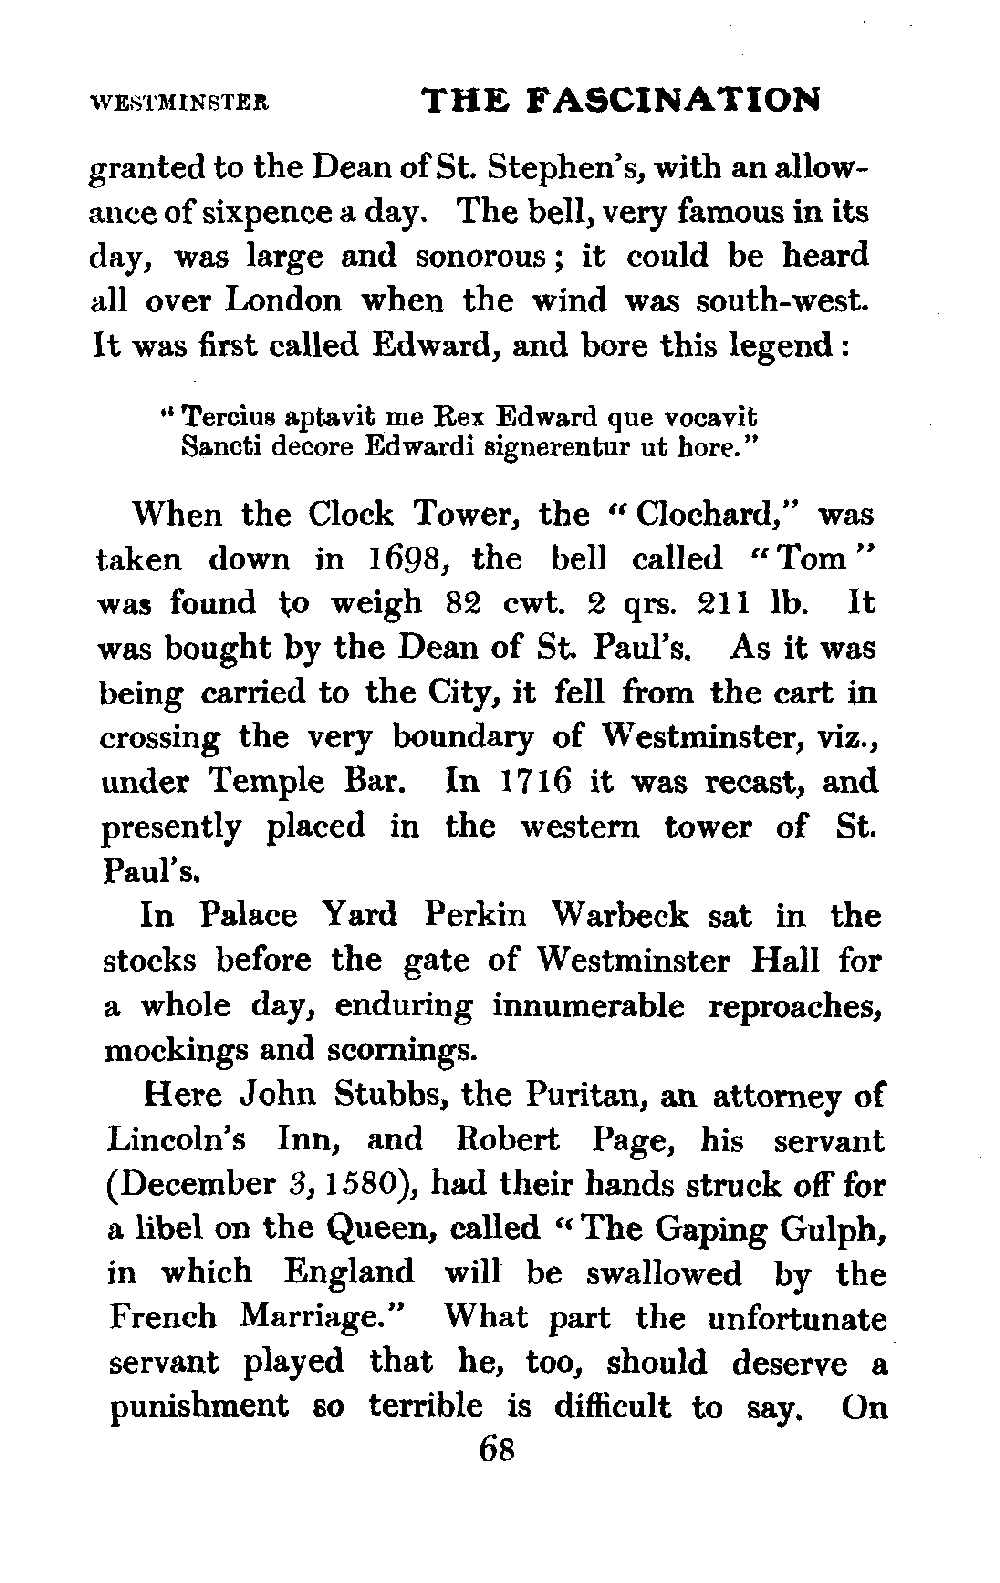 WESTMINSTER THE FASCINATION
granted to the Dean of St. Stephen's, with an allow-
ance of sixpence a day. The bell, very famous in its
day, was large and sonorous; it could be heard
all over London when the wind was south-west.
It was first called Edward, and bore this legend:
"Tercius aptavit me Rex Edward que vocavit
Sancti decore Edwardi signerentur ut hore."
When the Clock Tower, the "Clochard," was
taken down in 1698, the bell called "Tom"
was found to weigh 82 cwt. 2 qrs. 211 lb. It
was bought by the Dean of St. Paul's. As it was
being carried to the City, it fell from the cart in
crossing the very boundary of Westminster, viz.,
under Temple Bar. In 1716 it was recast, and
presently placed in the western tower of St.
Paul's.
In Palace Yard Perkin Warbeck sat in the
stocks before the gate of Westminster Hall for
a whole day, enduring innumerable reproaches,
mockings and scornings.
Here John Stubbs, the Puritan, an attorney of
Lincoln's Inn, and Robert Page, his servant
(December 3, 1580), had their hands struck off for
a libel on the Queen, called "The Gaping Gulph,
in which England will be swallowed by the
French Marriage." What part the unfortunate
servant played that he, too, should deserve a
punishment so terrible is difficult to say. On
68